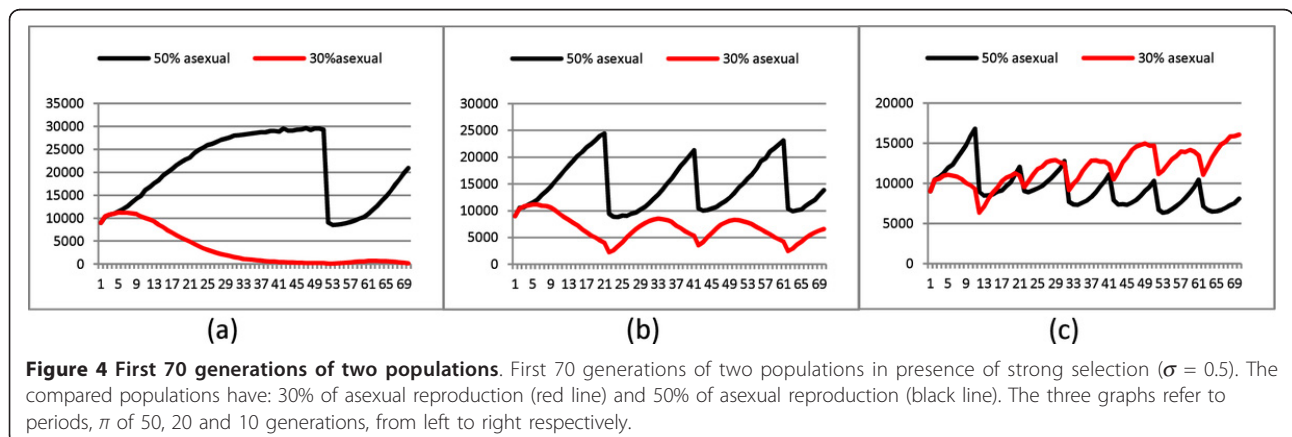 50% asexual 30%asexual
35000
30000
25000
20000
15000
10000
5000
0
1 5 9 13 17 21 25 29 33 37 41 45 49 53 57 61 65 69
(a)
50% asexual 30% asexual
30000
25000
20000
15000
10000
5000
0
1 5 9 13 17 21 25 29 33 37 41 45 49 53 57 61 65 69
(b)
50% asexual 30% asexual
20000
15000
10000
5000
0
1 5 9 13 17 21 25 29 33 37 41 45 49 53 57 61 65 69
(c)
Figure 4 First 70 generations of two populations. First 70 generations of two populations in presence of strong selection (σ = 0.5). The
compared populations have: 30% of asexual reproduction (red line) and 50% of asexual reproduction (black line). The three graphs refer to
periods, π of 50, 20 and 10 generations, from left to right respectively.